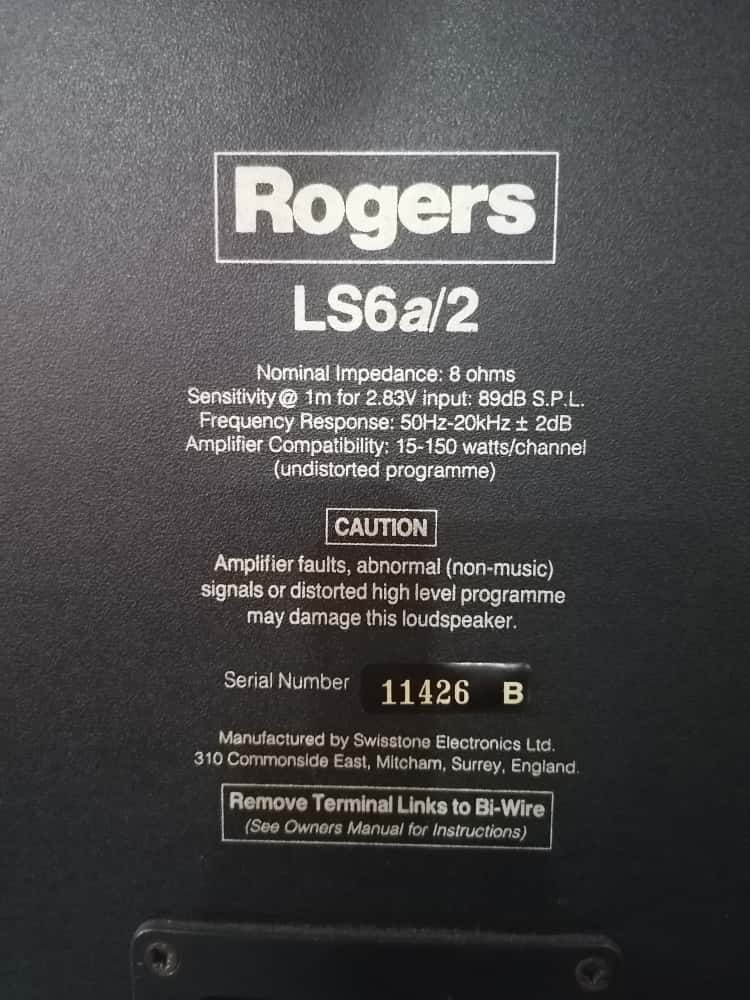 Rogers
LS6a/2
Nominal Impedance: 8 ohms
Sensitivity@ 1m for 2.83V input: 89dB S.P.L.
Frequency Response: 50Hz-20kHz ± 2dB
Amplifier Compatibility: 15-150 watts/channel
(undistorted programme)
CAUTION
Amplifier faults, abnormal (non-music)
signals or distorted high level programme
may damage this loudspeaker.
Serial Number 11426 B
Manufactured by Swisstone Electronics Ltd.
310 Commonside East, Mitcham, Surrey, England.
Remove Terminal Links to Bi-Wire
(See Owners Manual for Instructions)